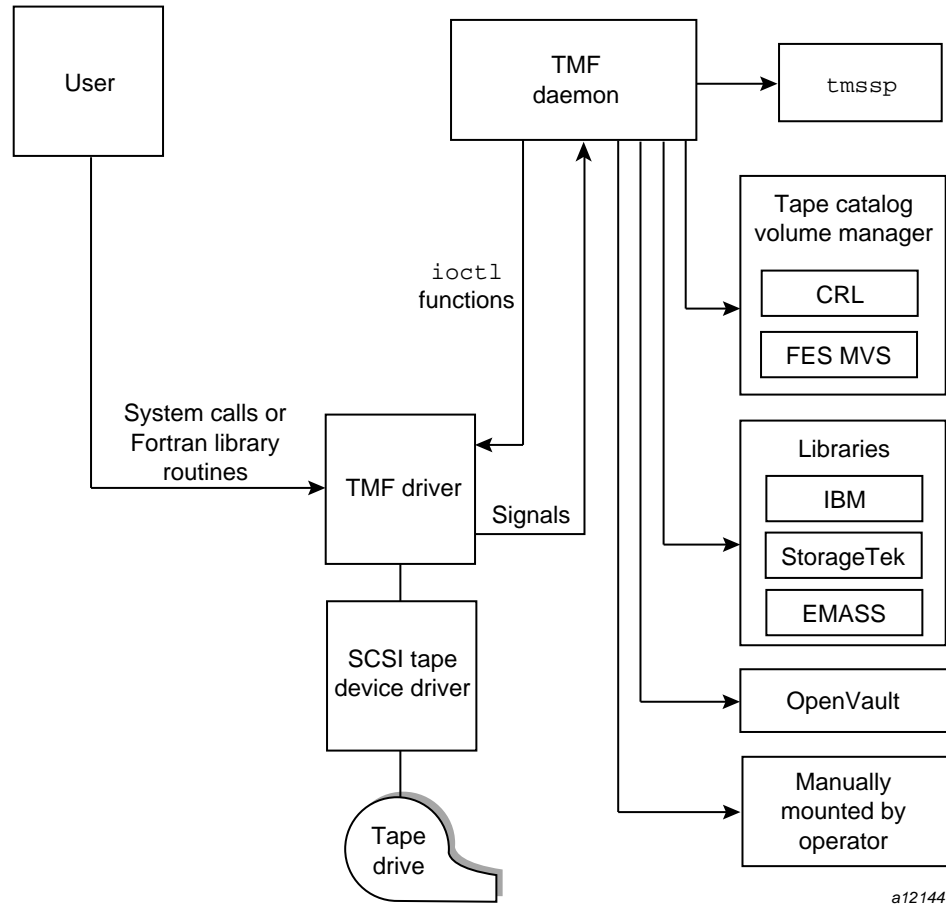 User
TMF
daemon
tmssp
Tape catalog
volume manager
CRL
FES MVS
ioctl
functions
System calls or
Fortran library
routines
TMF driver
Signals
Libraries
IBM
StorageTek
EMASS
SCSI tape
device driver
OpenVault
Manually
mounted by
operator
Tape
drive
a12144